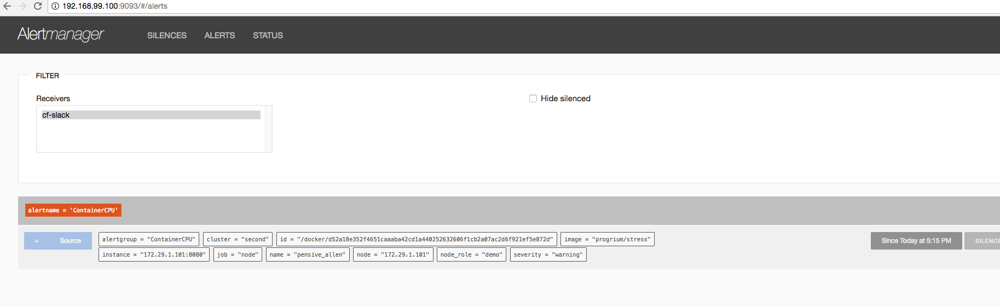 192.168.99.100:9093/#/alerts
Alertmanager SILENCES ALERTS STATUS
FILTER
Receivers
Hide silenced
cf-slack
alertname = 'ContainerCPU'
+ Source
alertgroup = "ContainerCPU" cluster = "second" id = "/docker/d52a18e352f4651caaaba42cd1a440252632606f1cb2a07ac2d6f921ef5e872d" image = "progrium/stress"
instance = "172.29.1.101:8080" job = "node" name = "pensive_allen" node = "172.29.1.101" node_role = "demo" severity = "warning"
Since Today at 5:15 PM
SILENCE